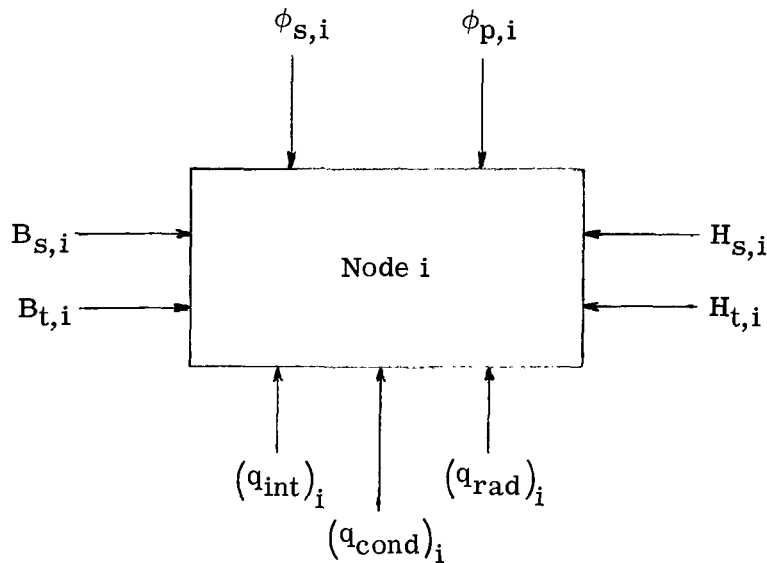 ϕs,i ϕp,i
Bs,i Hs,i
Node i
Bt,i Ht,i
(qint)i (qrad)i
(qcond)i